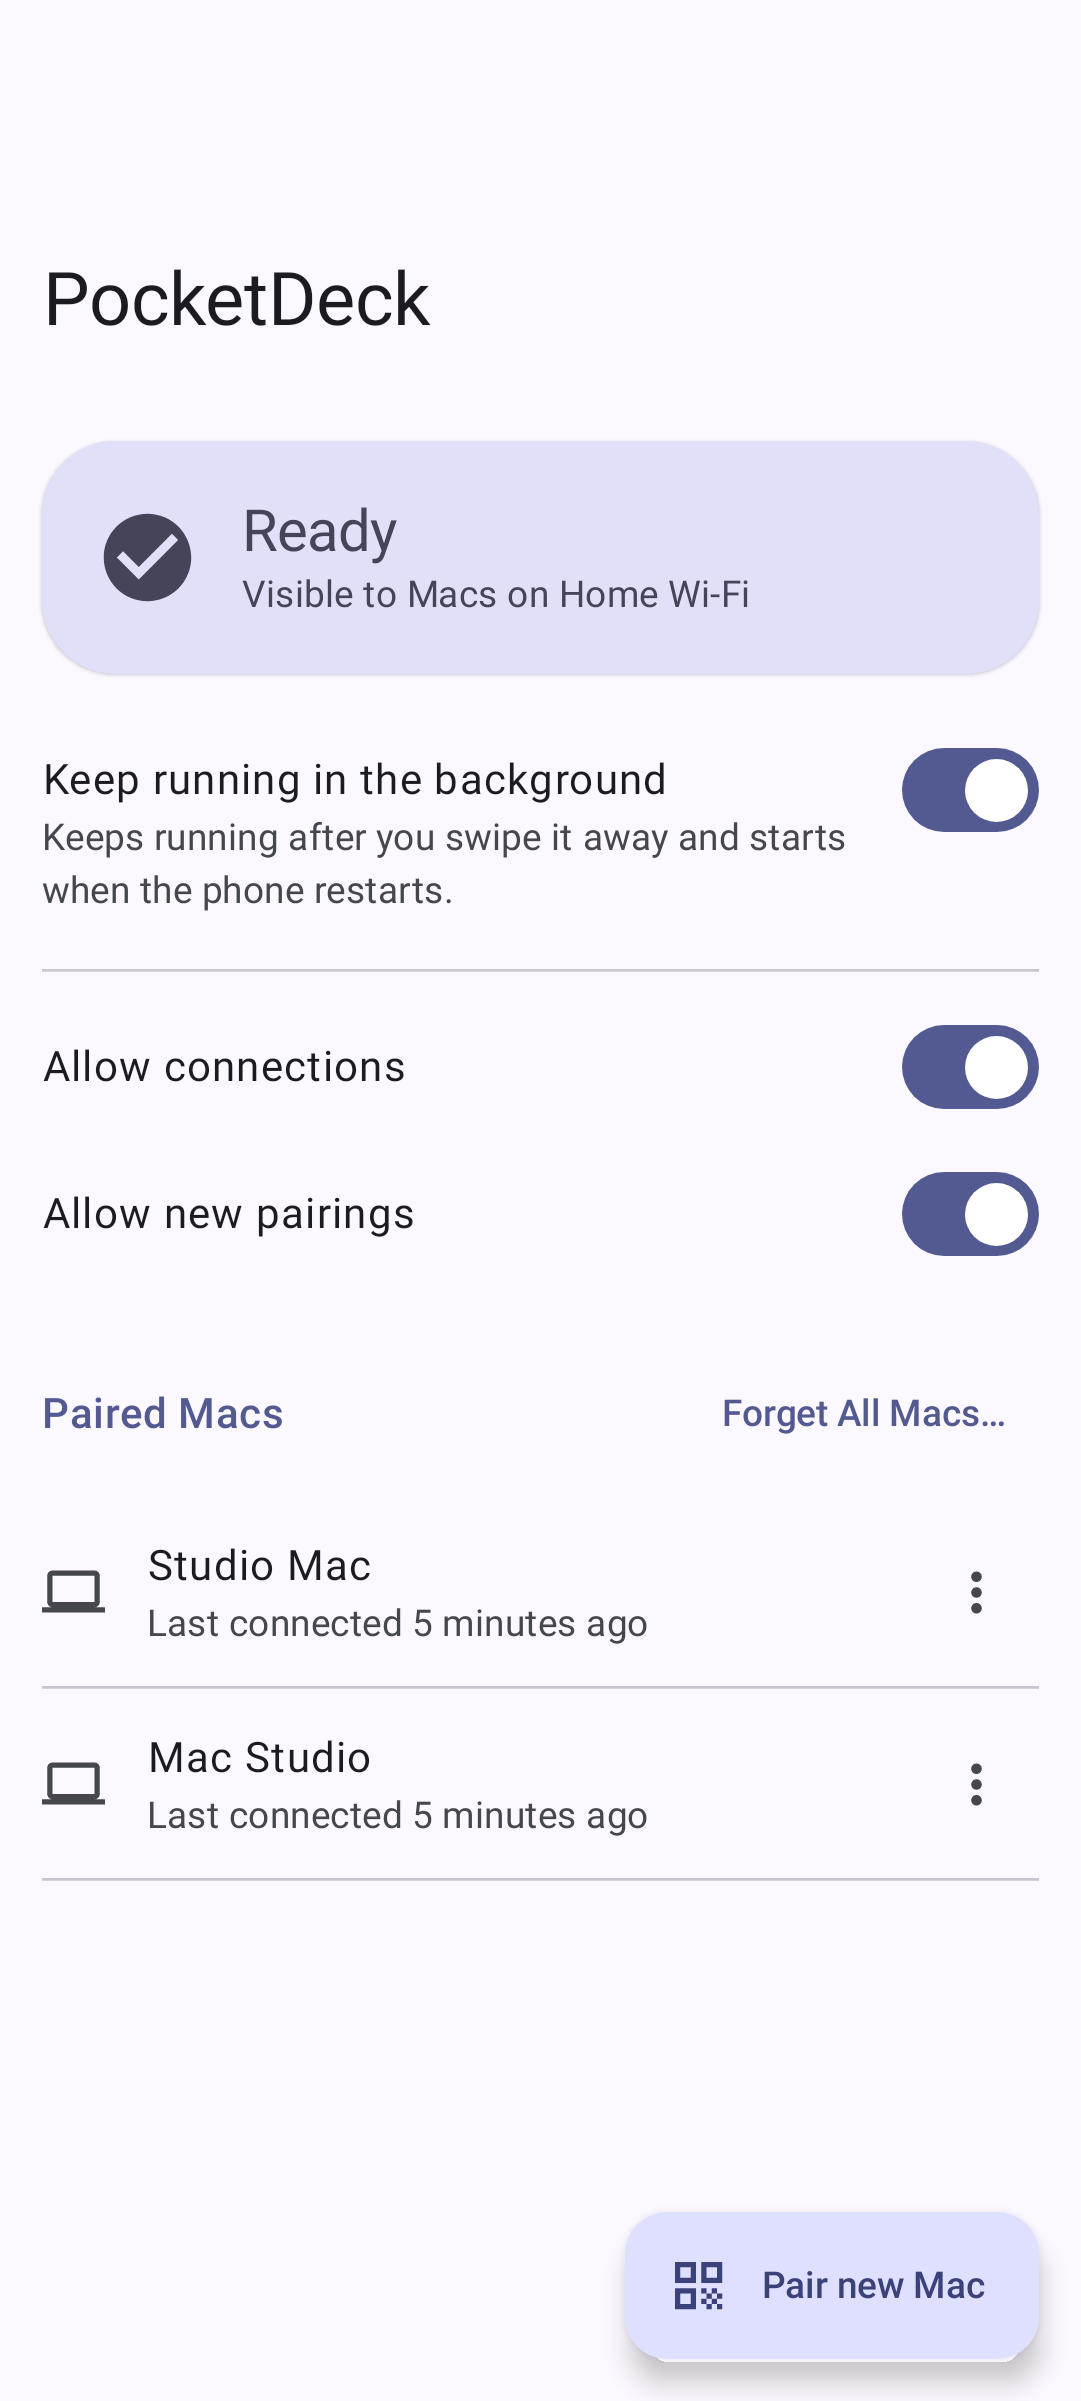 PocketDeck
Ready
Visible to Macs on Home Wi-Fi
Keep running in the background
Keeps running after you swipe it away and starts
when the phone restarts.
Allow connections
Allow new pairings
Paired Macs
Forget All Macs…
Studio Mac
Last connected 5 minutes ago
Mac Studio
Last connected 5 minutes ago
Pair new Mac